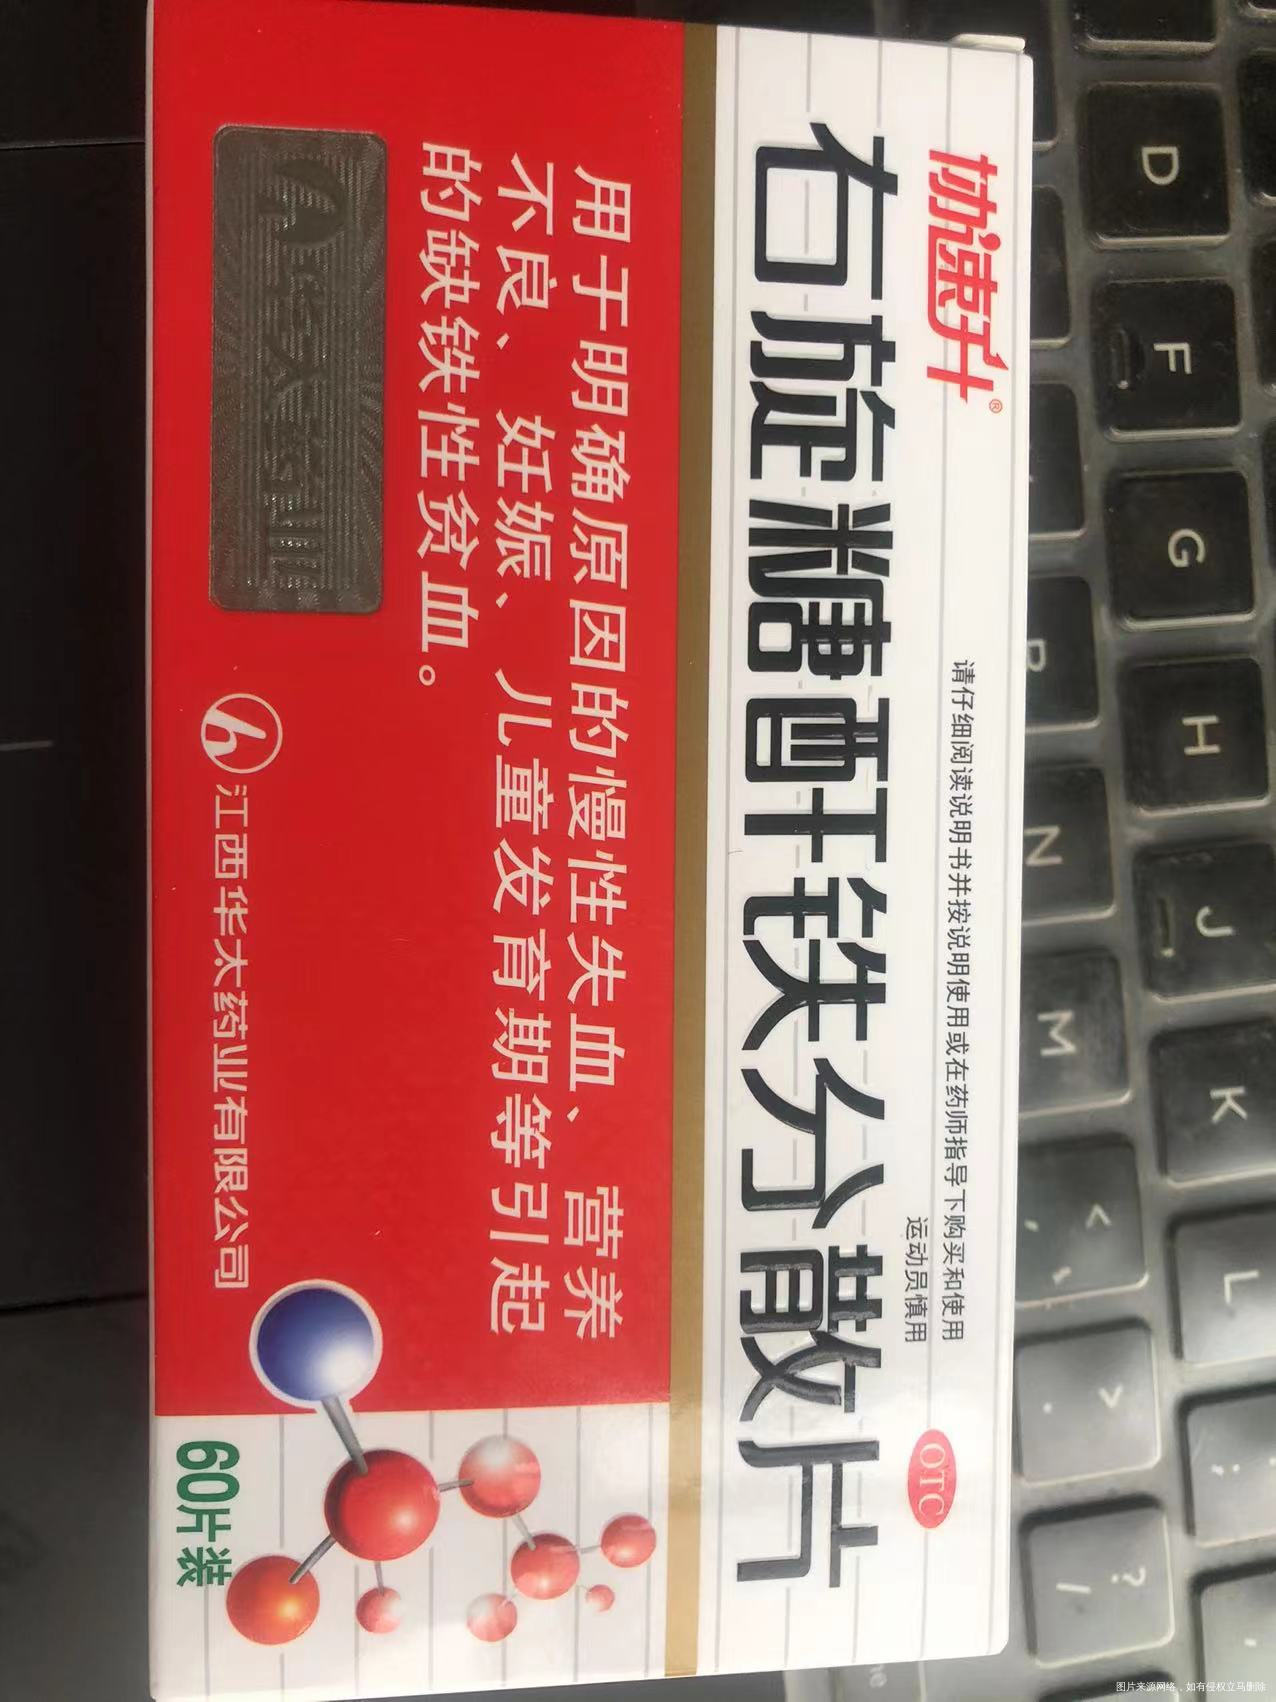 协速升®
请仔细阅读说明书并按说明使用或在药师指导下购买和使用
运动员慎用
OTC
右旋糖酐铁分散片
用于明确原因的慢性失血、营养
不良、妊娠、儿童发育期等引起
的缺铁性贫血。
江西华太药业有限公司
60片装
D
F
G
H
J
K
L
B
N
M
<
,
>
.
?
/
图片来源网络，如有侵权立马删除